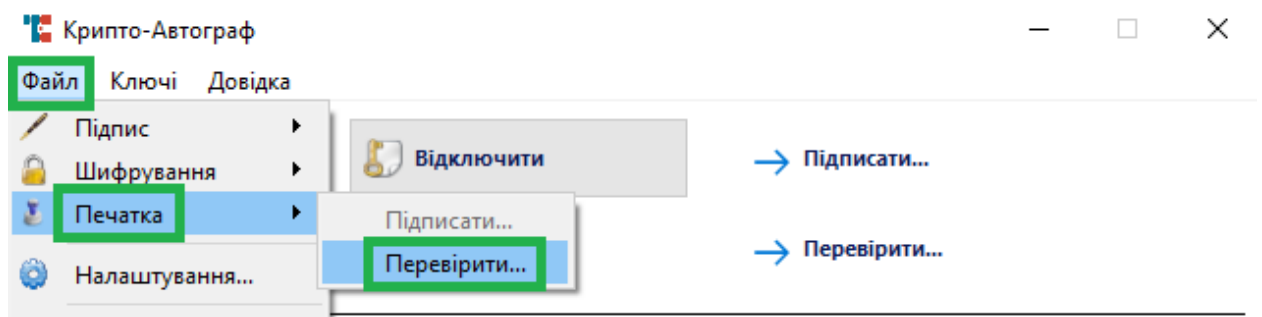 Крипто-Автограф
Файл Ключі Довідка
Підпис
Шифрування
Печатка
Налаштування...
Підписати...
Перевірити...
Відключити
Підписати...
Перевірити...